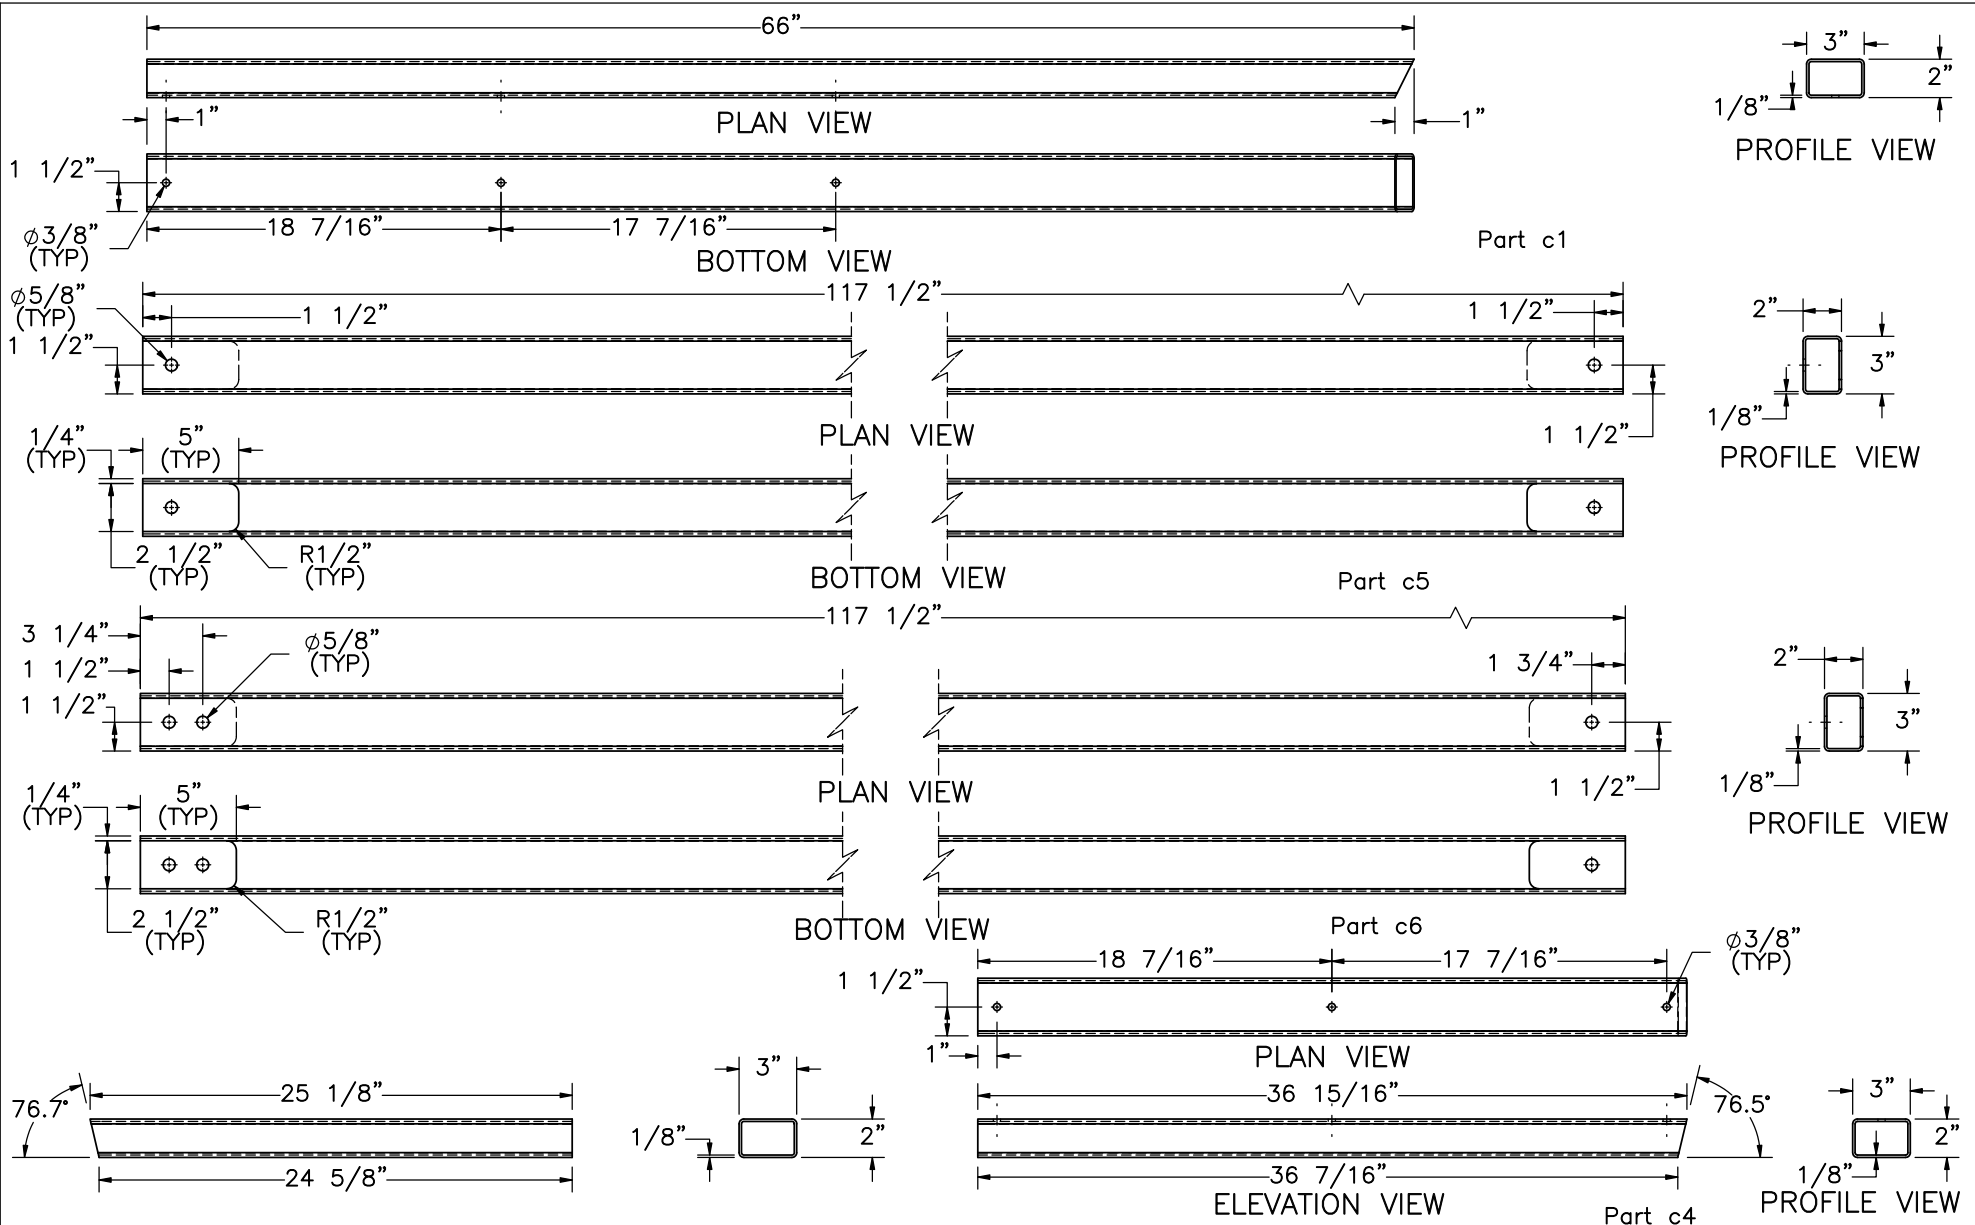 66”
3”
2”
1/8”
PROFILE VIEW
1”
PLAN VIEW
1”
1 1/2”
⌀3/8”
(TYP)
18 7/16”
17 7/16”
BOTTOM VIEW
Part c1
117 1/2”
⌀5/8”
(TYP)
1 1/2”
1 1/2”
1 1/2”
1 1/2”
PLAN VIEW
2”
3”
1/8”
PROFILE VIEW
1/4”
(TYP)
5”
(TYP)
2 1/2”
(TYP)
R1/2”
(TYP)
BOTTOM VIEW
Part c5
117 1/2”
3 1/4”
1 1/2”
1 1/2”
⌀5/8”
(TYP)
1 3/4”
1 1/2”
PLAN VIEW
2”
3”
1/8”
PROFILE VIEW
1/4”
(TYP)
5”
(TYP)
2 1/2”
(TYP)
R1/2”
(TYP)
BOTTOM VIEW
Part c6
18 7/16”
17 7/16”
⌀3/8”
(TYP)
1 1/2”
1”
PLAN VIEW
76.7°
25 1/8”
24 5/8”
3”
2”
1/8”
36 15/16”
76.5°
36 7/16”
ELEVATION VIEW
3”
2”
1/8”
PROFILE VIEW
Part c4